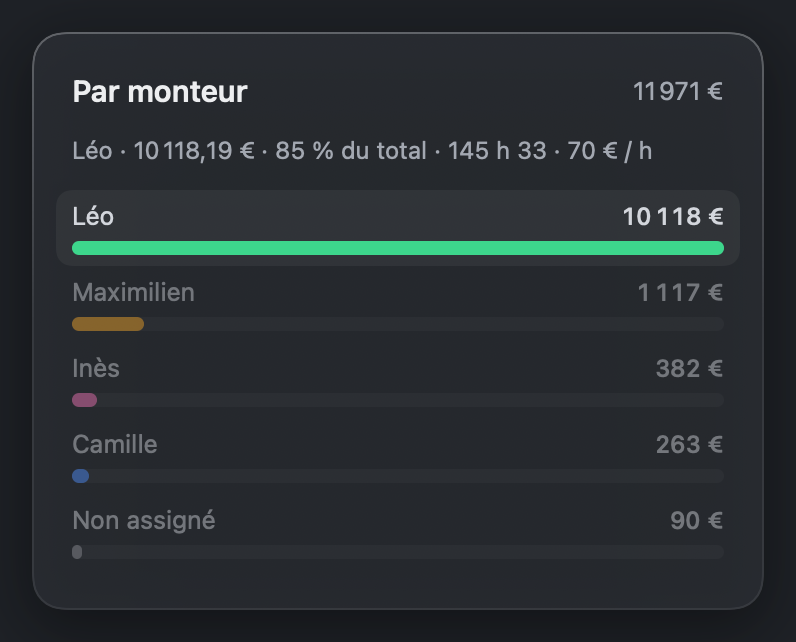 Par monteur
11 971 €
Léo · 10 118,19 € · 85 % du total · 145 h 33 · 70 € / h
Léo
10 118 €
Maximilien
1 117 €
Inès
382 €
Camille
263 €
Non assigné
90 €